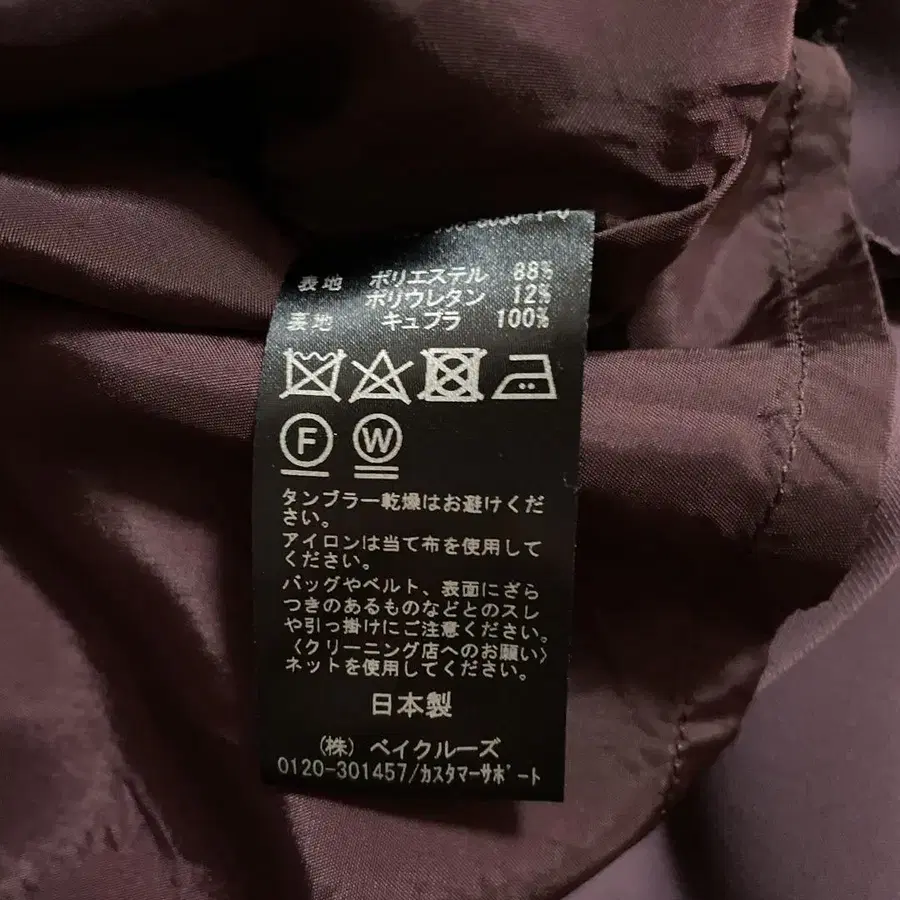 表地 ポリエステル 88%
ポリウレタン 12%
裏地 キュプラ 100%
F W
タンブラー乾燥はお避けくだ
さい。
アイロンは当て布を使用して
ください。
バッグやベルト、表面にざら
つきのあるものなどとのスレ
や引っ掛けにご注意ください。
〈クリーニング店へのお願い〉
ネットを使用してください。
日本製
(株) ベイクルーズ
0120-301457/カスタマーサポート